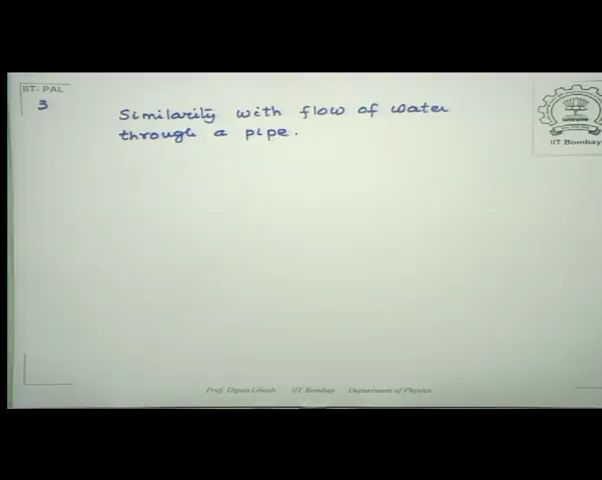 IIT- PAL
3
Similarity with flow of water
through a pipe.
IIT Bombay
Prof. Dipan Ghosh IIT Bombay Department of Physics